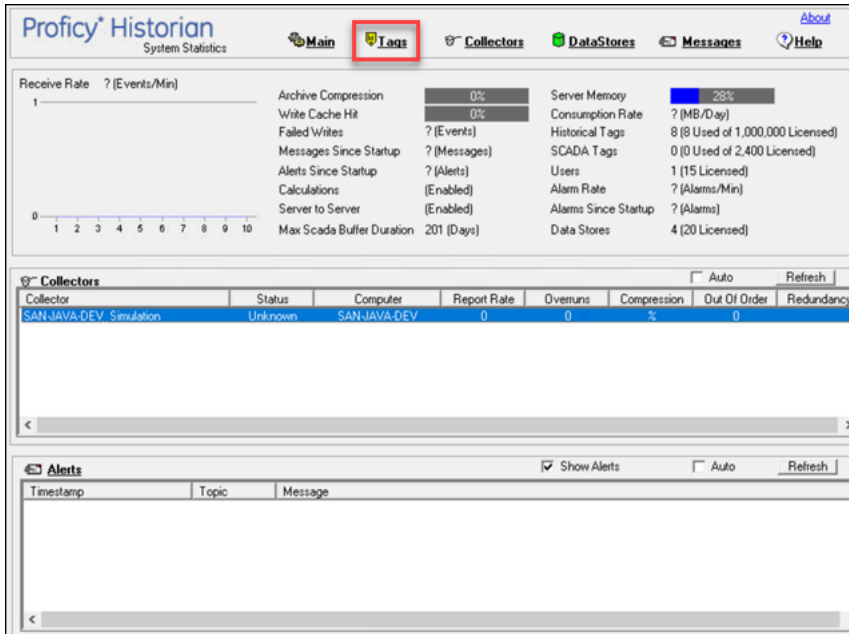 Proficy* Historian
System Statistics
Main Tags Collectors DataStores Messages About Help
Receive Rate ? (Events/Min)
1
0
1 2 3 4 5 6 7 8 9 10
Archive Compression 0%
Write Cache Hit 0%
Failed Writes ? (Events)
Messages Since Startup ? (Messages)
Alerts Since Startup ? (Alerts)
Calculations (Enabled)
Server to Server (Enabled)
Max Scada Buffer Duration 201 (Days)
Server Memory 28%
Consumption Rate ? (MB/Day)
Historical Tags 8 (8 Used of 1,000,000 Licensed)
SCADA Tags 0 (0 Used of 2,400 Licensed)
Users 1 (15 Licensed)
Alarm Rate ? (Alarms/Min)
Alarms Since Startup ? (Alarms)
Data Stores 4 (20 Licensed)
Collectors Auto Refresh
Collector Status Computer Report Rate Overruns Compression Out Of Order Redundancy
SAN-JAVA-DEV_Simulation Unknown SAN-JAVA-DEV 0 0 % 0
Alerts Show Alerts Auto Refresh
Timestamp Topic Message